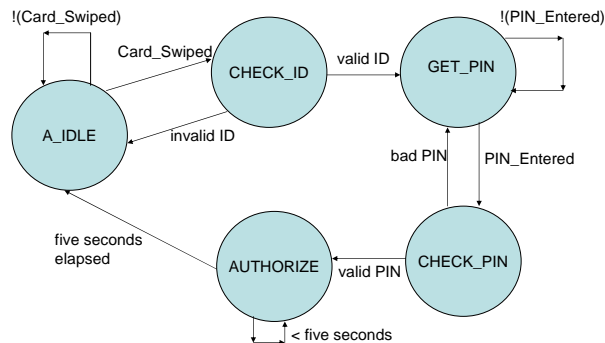 !(Card_Swiped)
!(PIN_Entered)
Card_Swiped
valid ID
CHECK_ID
GET_PIN
A_IDLE
invalid ID
bad PIN
PIN_Entered
five seconds
elapsed
AUTHORIZE
valid PIN
CHECK_PIN
< five seconds